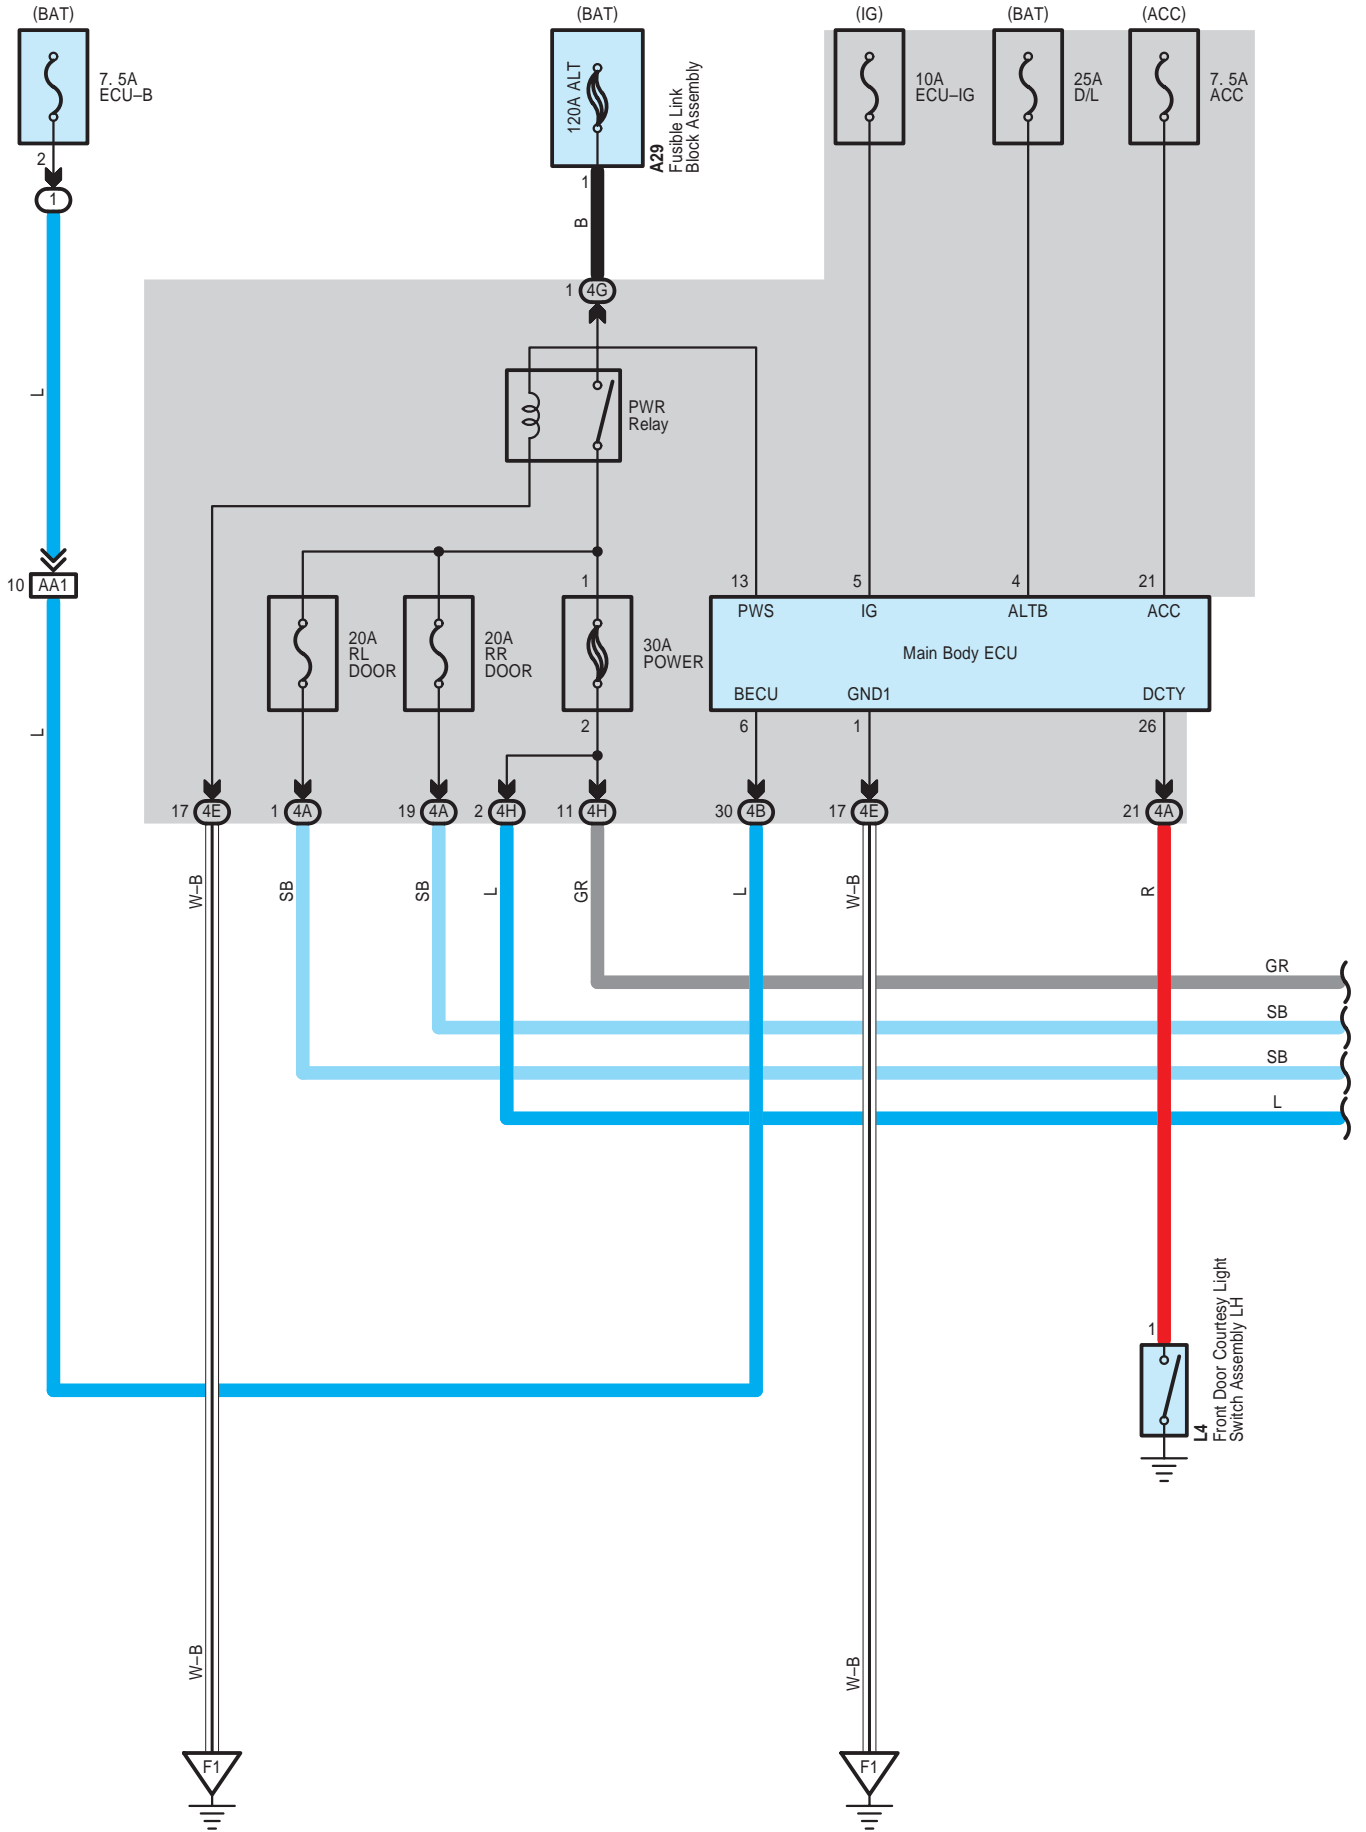 (BAT)
(BAT)
(IG)
(BAT)
(ACC)
7. 5A
ECU–B
120A ALT
A29
Fusible Link
Block Assembly
10A
ECU–IG
25A
D/L
7. 5A
ACC
2
1
1
B
1
4G
L
PWR
Relay
10
AA1
1
13
5
4
21
PWS
IG
ALTB
ACC
20A
RL
DOOR
20A
RR
DOOR
30A
POWER
Main Body ECU
BECU
GND1
DCTY
L
2
6
1
26
17
4E
1
4A
19
4A
2
4H
11
4H
30
4B
17
4E
21
4A
W–B
SB
SB
L
GR
L
W–B
R
GR
SB
SB
L
1
L4
Front Door Courtesy Light
Switch Assembly LH
W–B
W–B
F1
F1